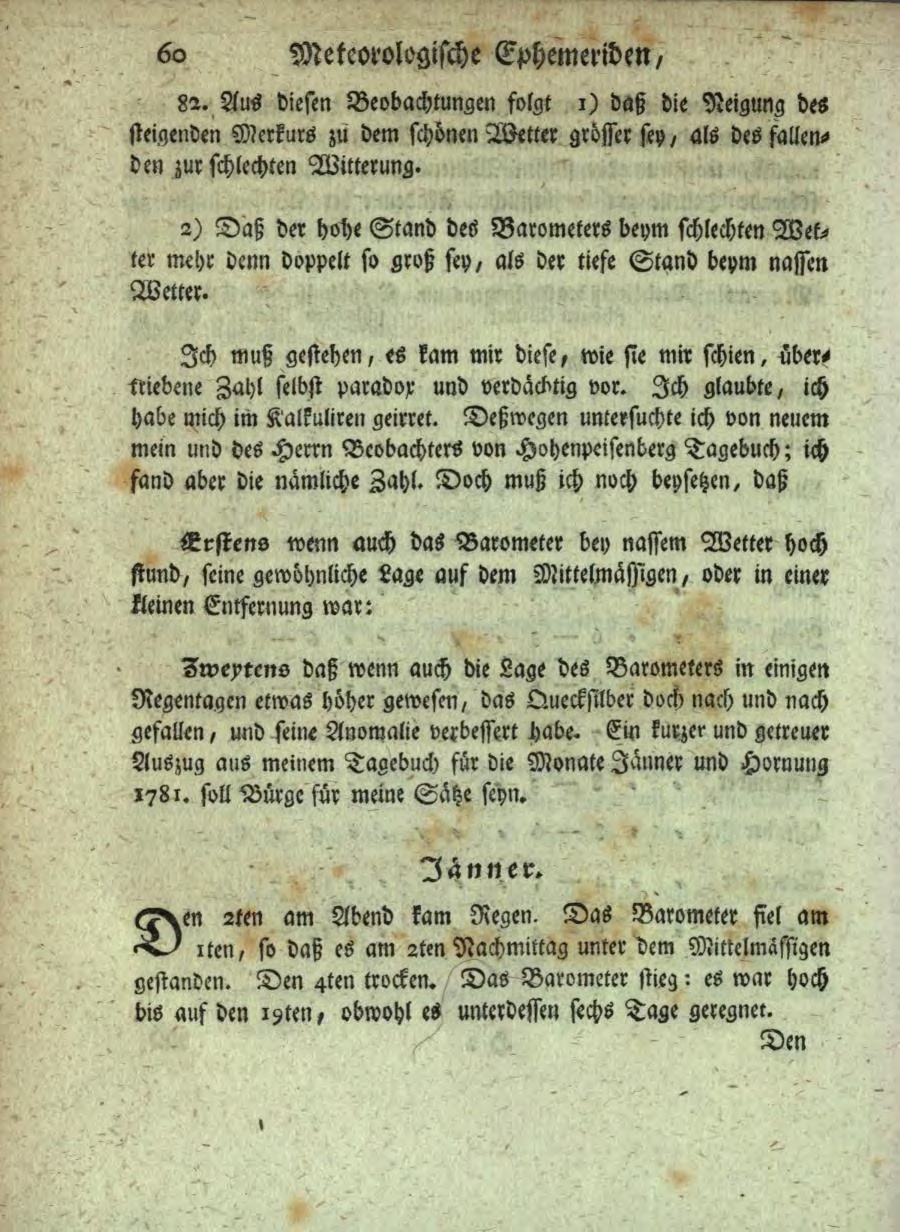 60 Meteorologische Ephemeriden,
82. Aus diesen Beobachtungen folgt 1) daß die Neigung des
steigenden Merkurs zu dem schönen Wetter grösser sey, als des fallen-
den zur schlechten Witterung.
2) Daß der hohe Stand des Barometers beym schlechten Wet-
ter mehr denn doppelt so groß sey, als der tiefe Stand beym nassen
Wetter.
Ich muß gestehen, es kam mir diese, wie sie mir schien, über-
triebene Zahl selbst paradox und verdächtig vor. Ich glaubte, ich
habe mich im Kalkuliren geirret. Deßwegen untersuchte ich von neuem
mein und des Herrn Beobachters von Hohenpeisenberg Tagebuch; ich
fand aber die nämliche Zahl. Doch muß ich noch beysetzen, daß
Erstens wenn auch das Barometer bey nassem Wetter hoch
stund, seine gewöhnliche Lage auf dem Mittelmässigen, oder in einer
kleinen Entfernung war:
Zweytens daß wenn auch die Lage des Barometers in einigen
Regentagen etwas höher gewesen, das Quecksilber doch nach und nach
gefallen, und seine Anomalie verbessert habe. Ein kurzer und getreuer
Auszug aus meinem Tagebuch für die Monate Jänner und Hornung
1781. soll Bürge für meine Sätze seyn.
Jänner.
Den 2ten am Abend kam Regen. Das Barometer fiel am
1ten, so daß es am 2ten Nachmittag unter dem Mittelmässigen
gestanden. Den 4ten trocken. Das Barometer stieg: es war hoch
bis auf den 19ten, obwohl es unterdessen sechs Tage geregnet.
Den